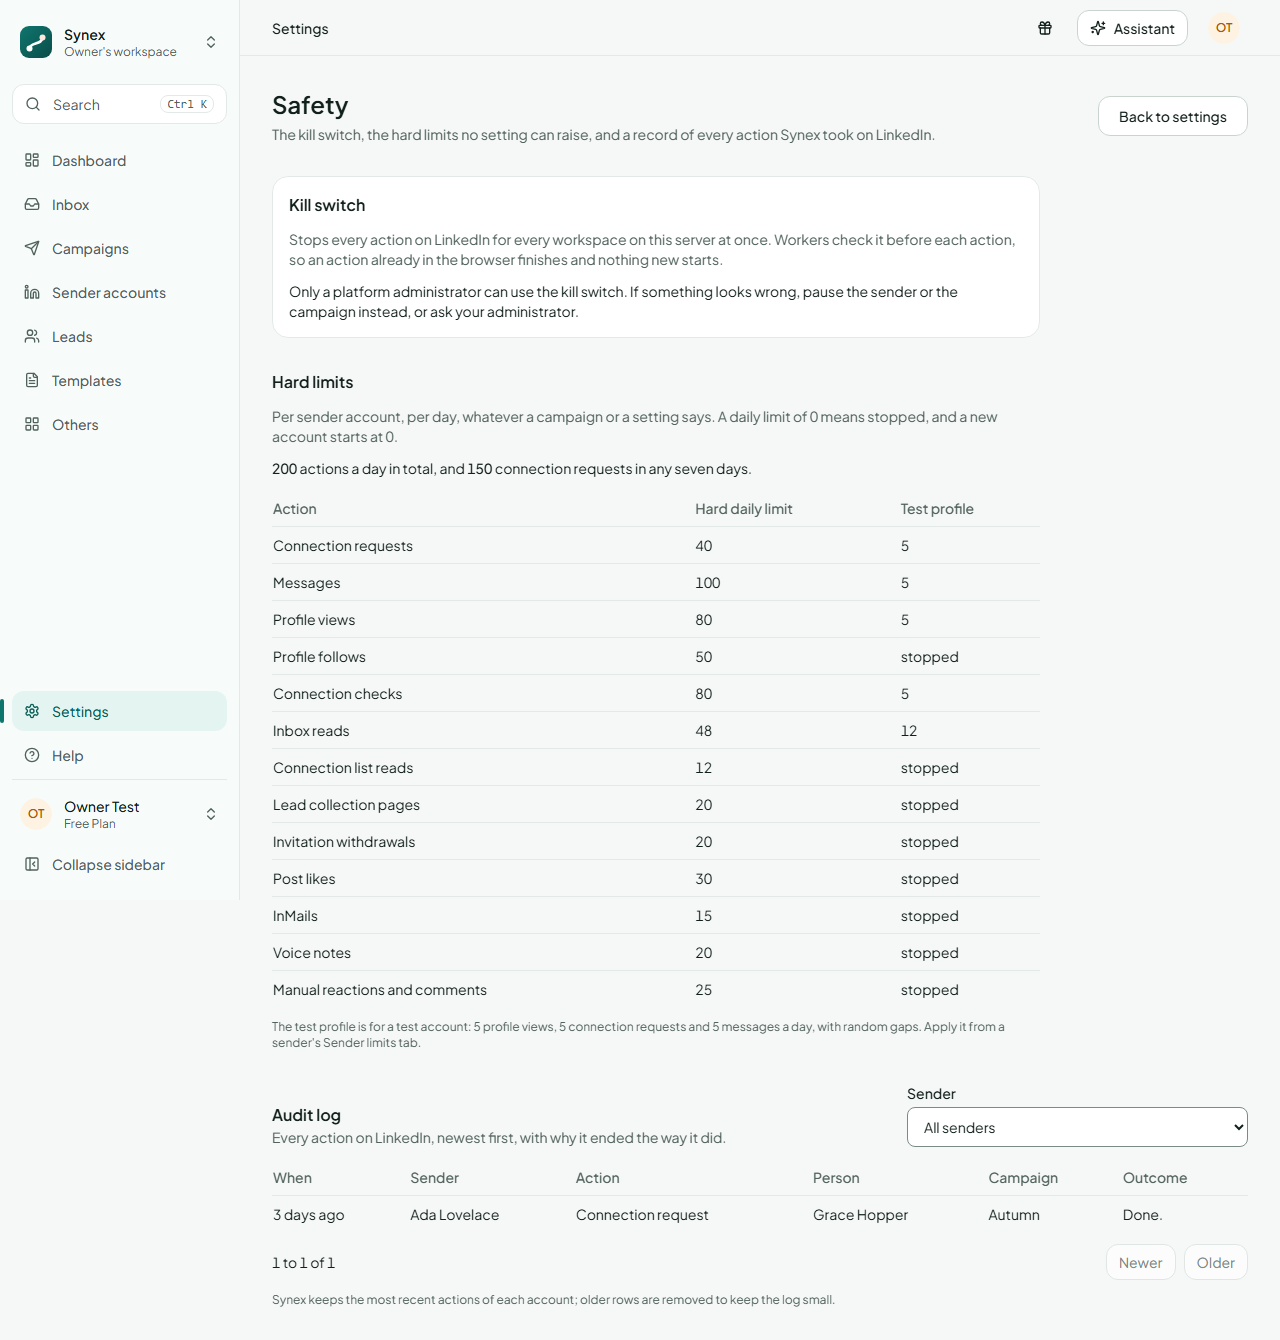 Synex
Owner's workspace
Search
Ctrl K
Dashboard
Inbox
Campaigns
Sender accounts
Leads
Templates
Others
Settings
Help
OT
Owner Test
Free Plan
Collapse sidebar
Settings
Assistant
OT
Safety
The kill switch, the hard limits no setting can raise, and a record of every action Synex took on LinkedIn.
Back to settings
Kill switch
Stops every action on LinkedIn for every workspace on this server at once. Workers check it before each action,
so an action already in the browser finishes and nothing new starts.
Only a platform administrator can use the kill switch. If something looks wrong, pause the sender or the
campaign instead, or ask your administrator.
Hard limits
Per sender account, per day, whatever a campaign or a setting says. A daily limit of 0 means stopped, and a new
account starts at 0.
200 actions a day in total, and 150 connection requests in any seven days.
Action Hard daily limit Test profile
Connection requests 40 5
Messages 100 5
Profile views 80 5
Profile follows 50 stopped
Connection checks 80 5
Inbox reads 48 12
Connection list reads 12 stopped
Lead collection pages 20 stopped
Invitation withdrawals 20 stopped
Post likes 30 stopped
InMails 15 stopped
Voice notes 20 stopped
Manual reactions and comments 25 stopped
The test profile is for a test account: 5 profile views, 5 connection requests and 5 messages a day, with random gaps. Apply it from a
sender's Sender limits tab.
Audit log
Every action on LinkedIn, newest first, with why it ended the way it did.
Sender
All senders
When Sender Action Person Campaign Outcome
3 days ago Ada Lovelace Connection request Grace Hopper Autumn Done.
1 to 1 of 1
Newer Older
Synex keeps the most recent actions of each account; older rows are removed to keep the log small.